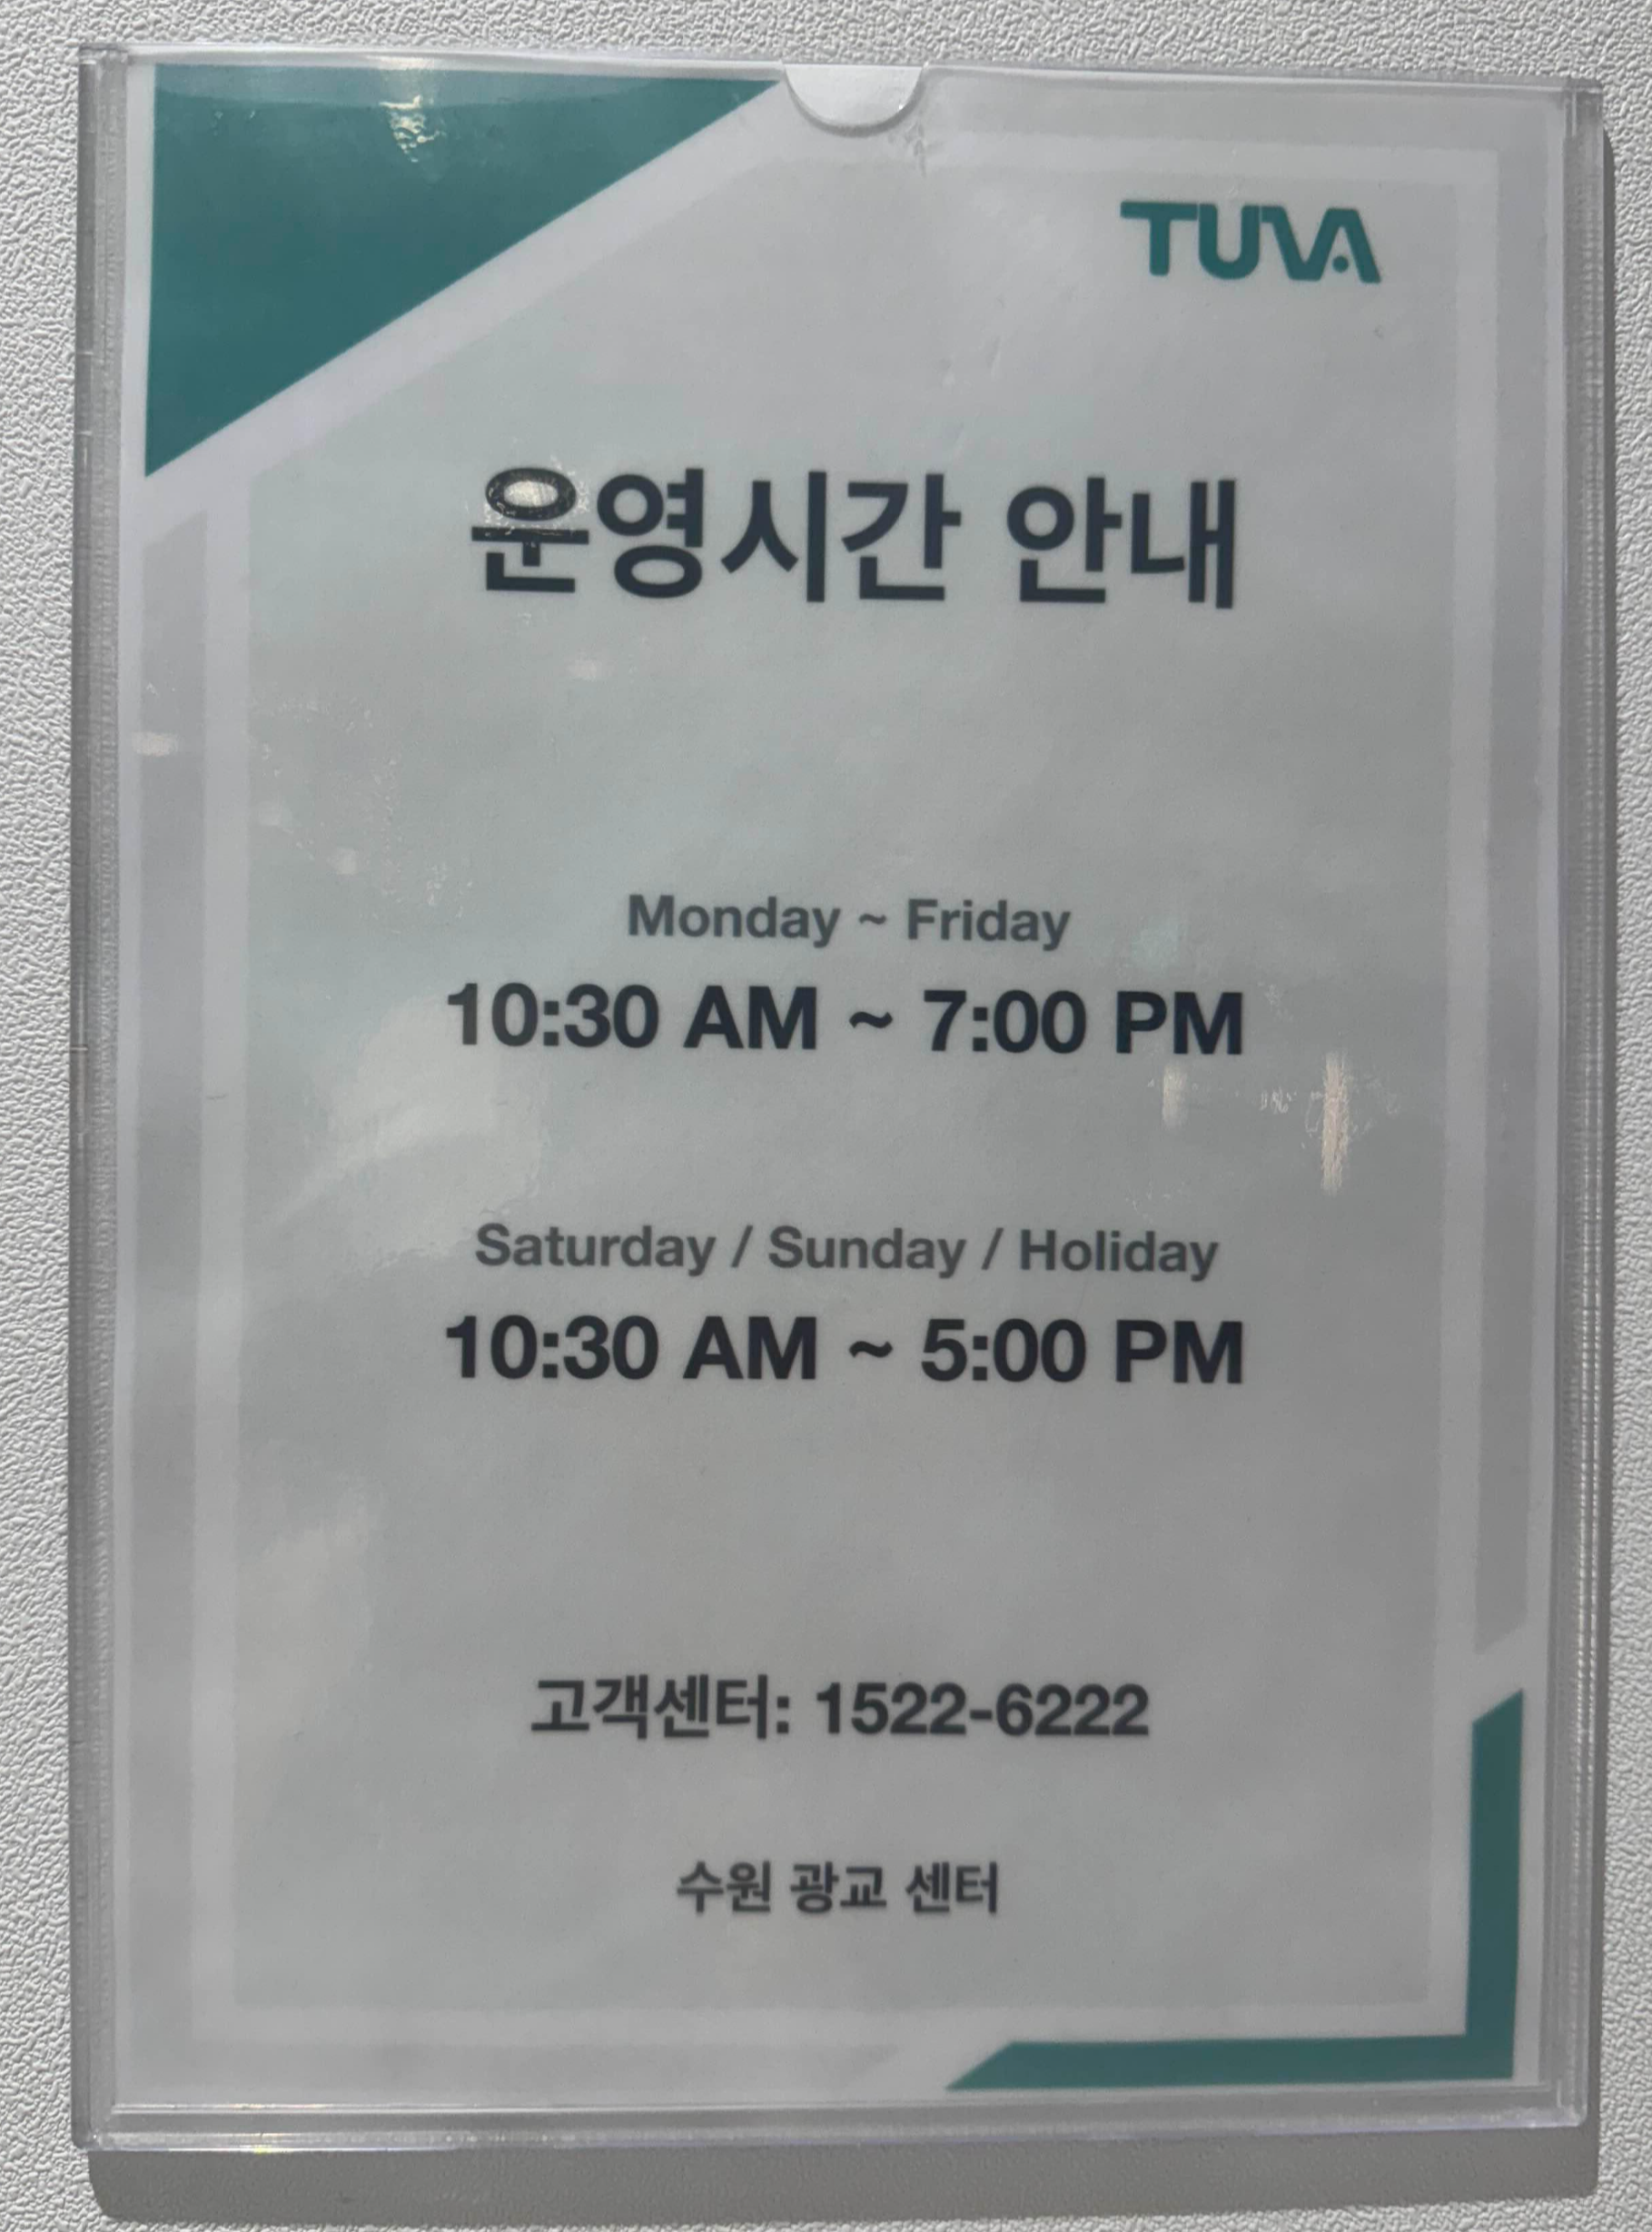 TUVA
운영시간 안내
Monday ~ Friday
10:30 AM ~ 7:00 PM
Saturday / Sunday / Holiday
10:30 AM ~ 5:00 PM
고객센터: 1522-6222
수원 광교 센터